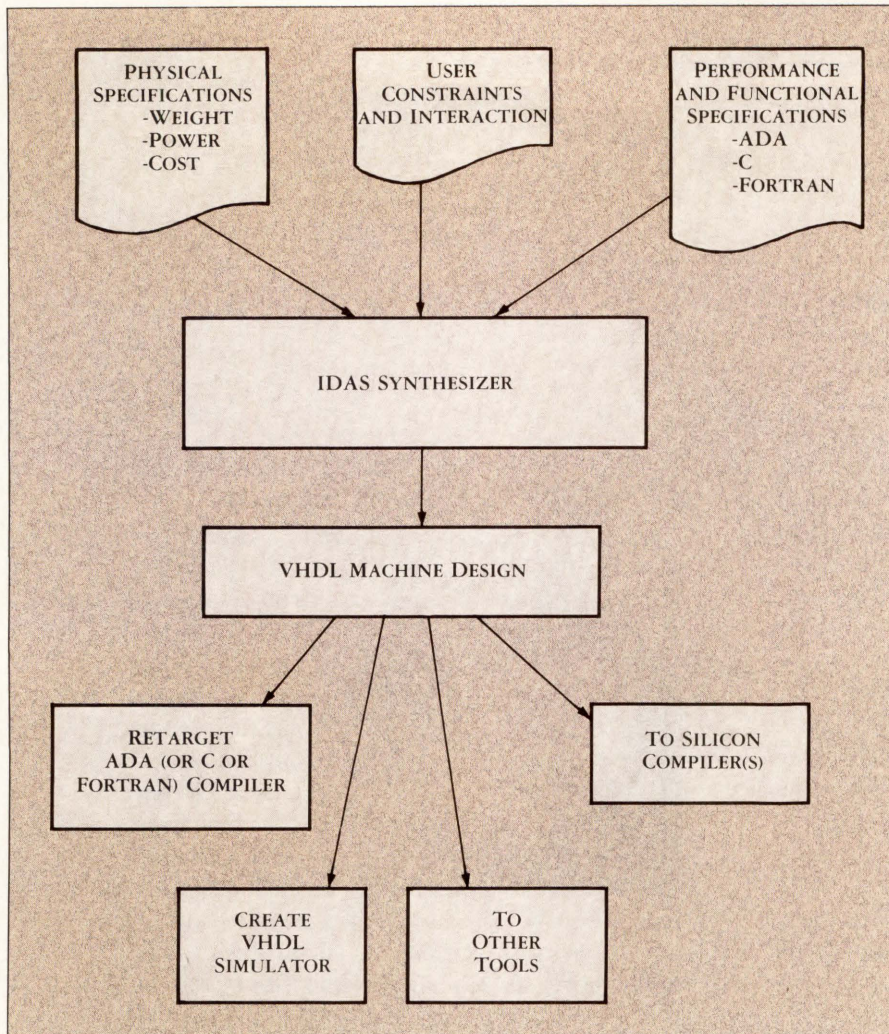 PHYSICAL
SPECIFICATIONS
-WEIGHT
-POWER
-COST
USER
CONSTRAINTS
AND INTERACTION
PERFORMANCE
AND FUNCTIONAL
SPECIFICATIONS
-ADA
-C
-FORTRAN
IDAS SYNTHESIZER
VHDL MACHINE DESIGN
RETARGET
ADA (OR C OR
FORTRAN) COMPILER
TO SILICON
COMPILER(S)
CREATE
VHDL
SIMULATOR
TO
OTHER
TOOLS